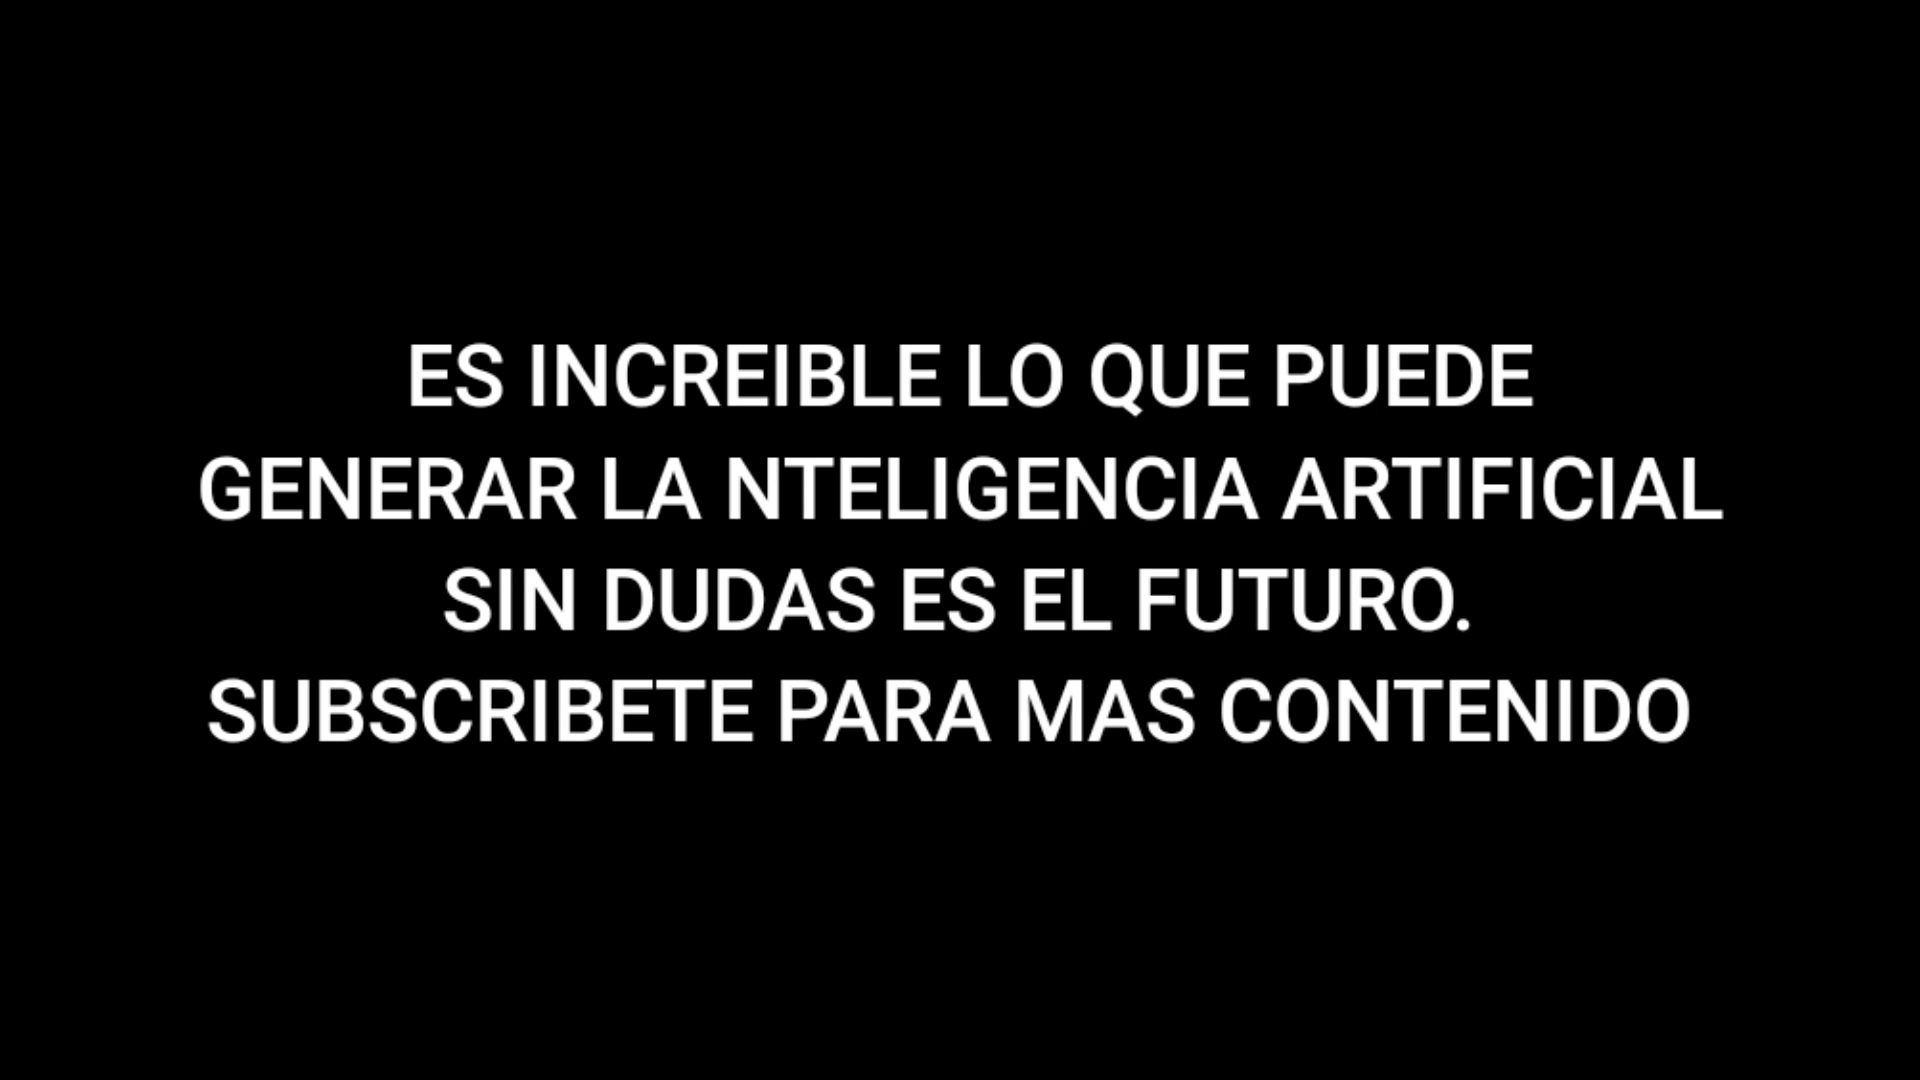 ES INCREIBLE LO QUE PUEDE
GENERAR LA NTELIGENCIA ARTIFICIAL
SIN DUDAS ES EL FUTURO.
SUBSCRIBETE PARA MAS CONTENIDO